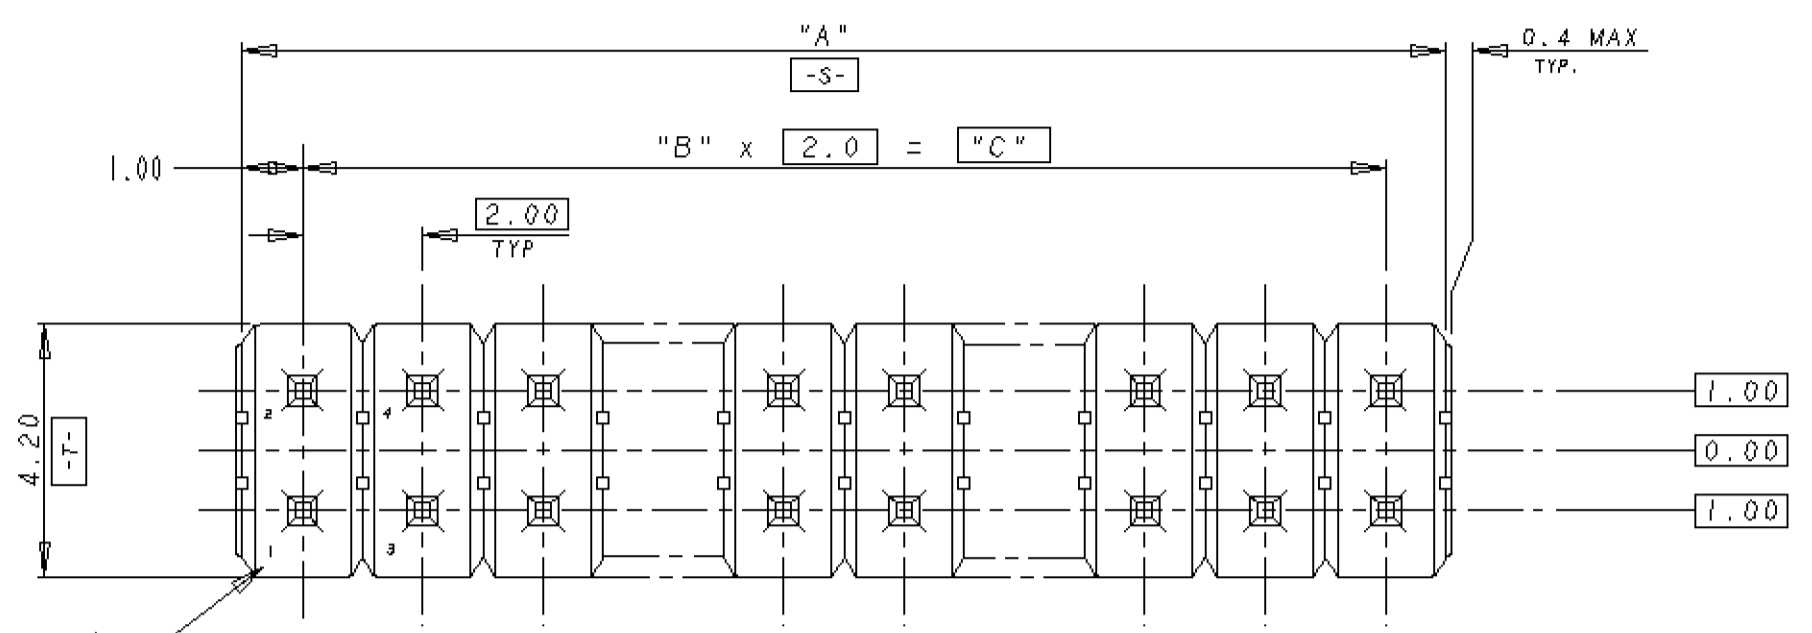 "A"
0.4 MAX
TYP.
-S-
"B" x 2.0 = "C"
1.00
2.00
TYP
4.20
-T-
2 4
1 3
1.00
0.00
1.00